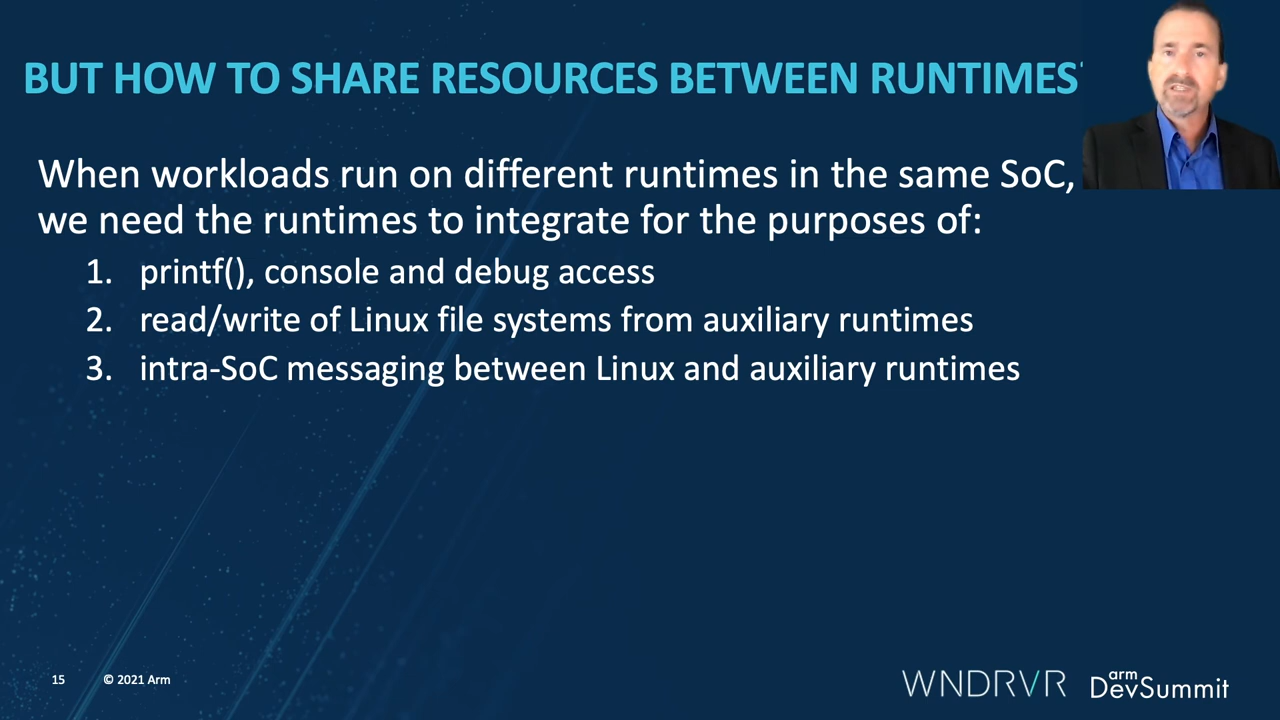 BUT HOW TO SHARE RESOURCES BETWEEN RUNTIMES
When workloads run on different runtimes in the same SoC,
we need the runtimes to integrate for the purposes of:
1. printf(), console and debug access
2. read/write of Linux file systems from auxiliary runtimes
3. intra-SoC messaging between Linux and auxiliary runtimes
15 © 2021 Arm
WNDRVR
arm
DevSummit